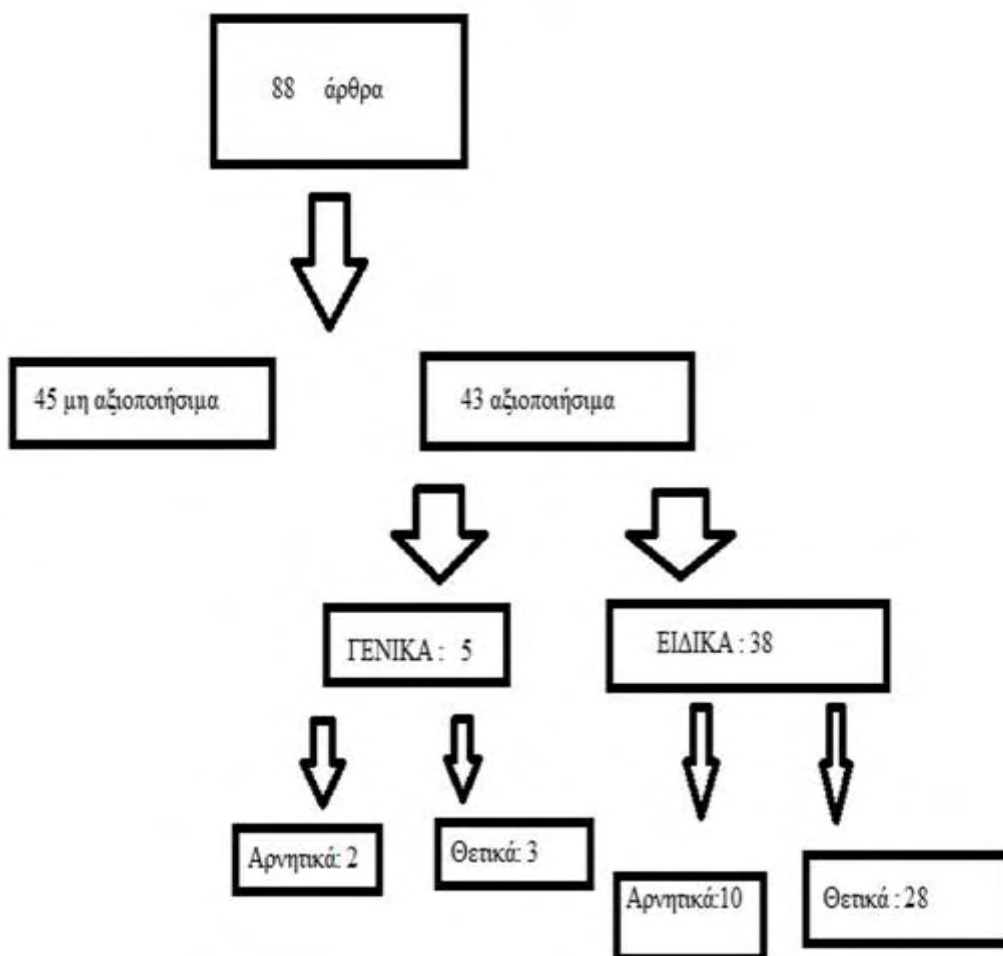 88 άρθρα
45 μη αξιοποιήσιμα
43 αξιοποιήσιμα
ΓΕΝΙΚΑ : 5
ΕΙΔΙΚΑ : 38
Αρνητικά: 2
Θετικά: 3
Αρνητικά:10
Θετικά : 28